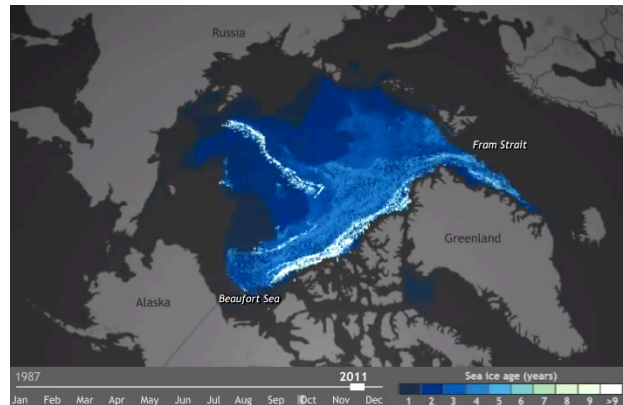 Russia
Fram Strait
Greenland
Alaska
Beaufort Sea
1987
2011
Sea ice age (years)
Jan Feb Mar Apr May Jun Jul Aug Sep Oct Nov Dec
1 2 3 4 5 6 7 8 9 >9